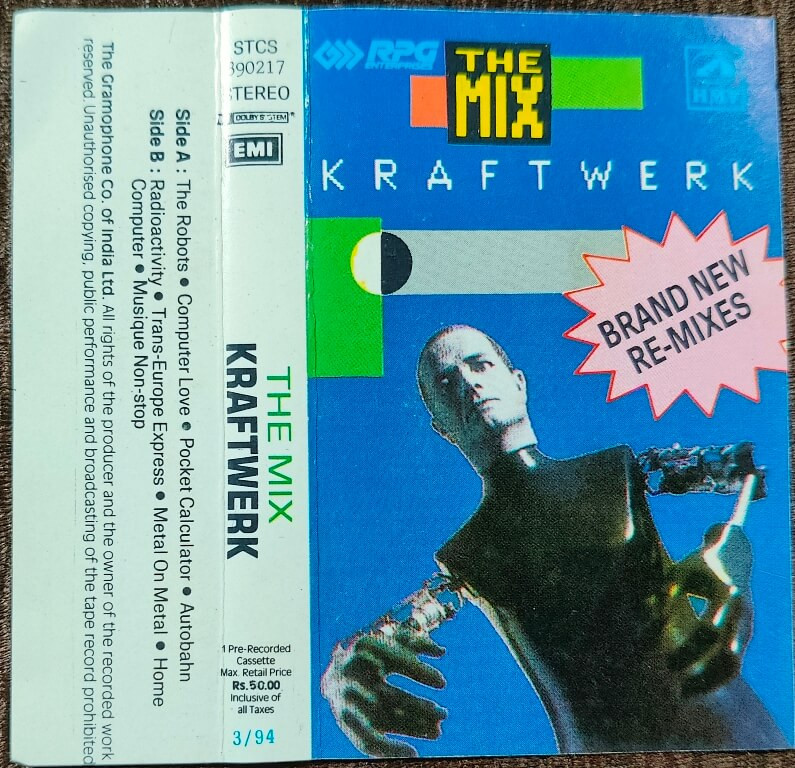 The Gramophone Co. of India Ltd. All rights of the producer and the owner of the recorded work
reserved. Unauthorised copying, public performance and broadcasting of the tape record prohibited
Side A : The Robots • Computer Love • Pocket Calculator • Autobahn
Side B : Radioactivity • Trans-Europe Express • Metal On Metal • Home
Computer • Musique Non-stop
STCS
390217
STEREO
DOLBY SYSTEM *
EMI
THE MIX
KRAFTWERK
1 Pre-Recorded
Cassette
Max. Retail Price
Rs.50.00
Inclusive of
all Taxes
3/94
RPG
ENTERPRISES
THE
MIX
HMV
KRAFTWERK
BRAND NEW
RE-MIXES